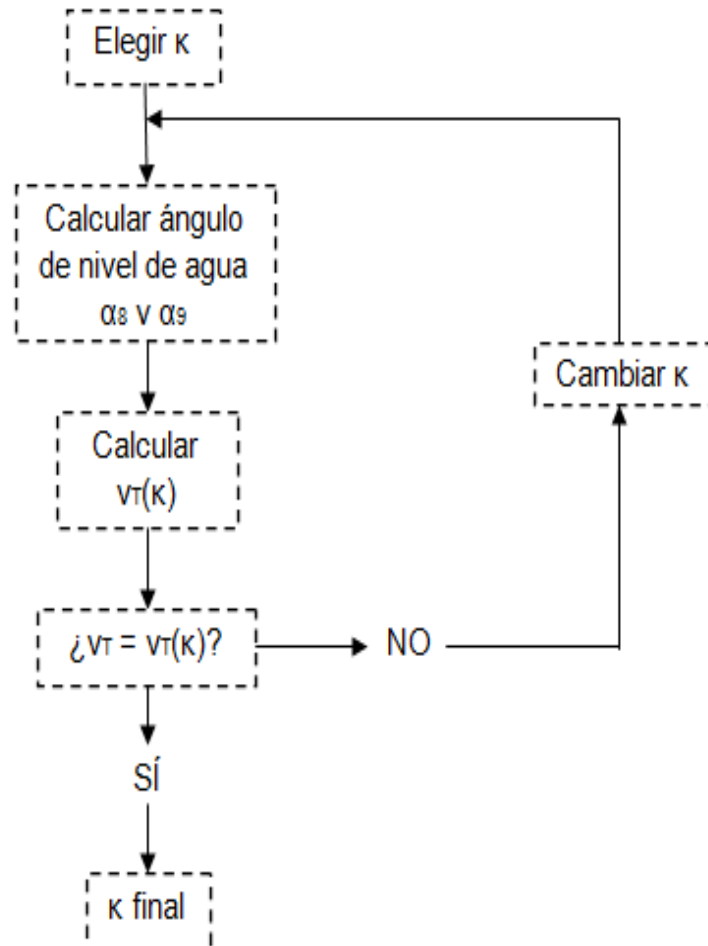 Elegir κ
Calcular ángulo
de nivel de agua
α₈ v α₉
Cambiar κ
Calcular
vT(κ)
¿vT = vT(κ)?
NO
SÍ
κ final